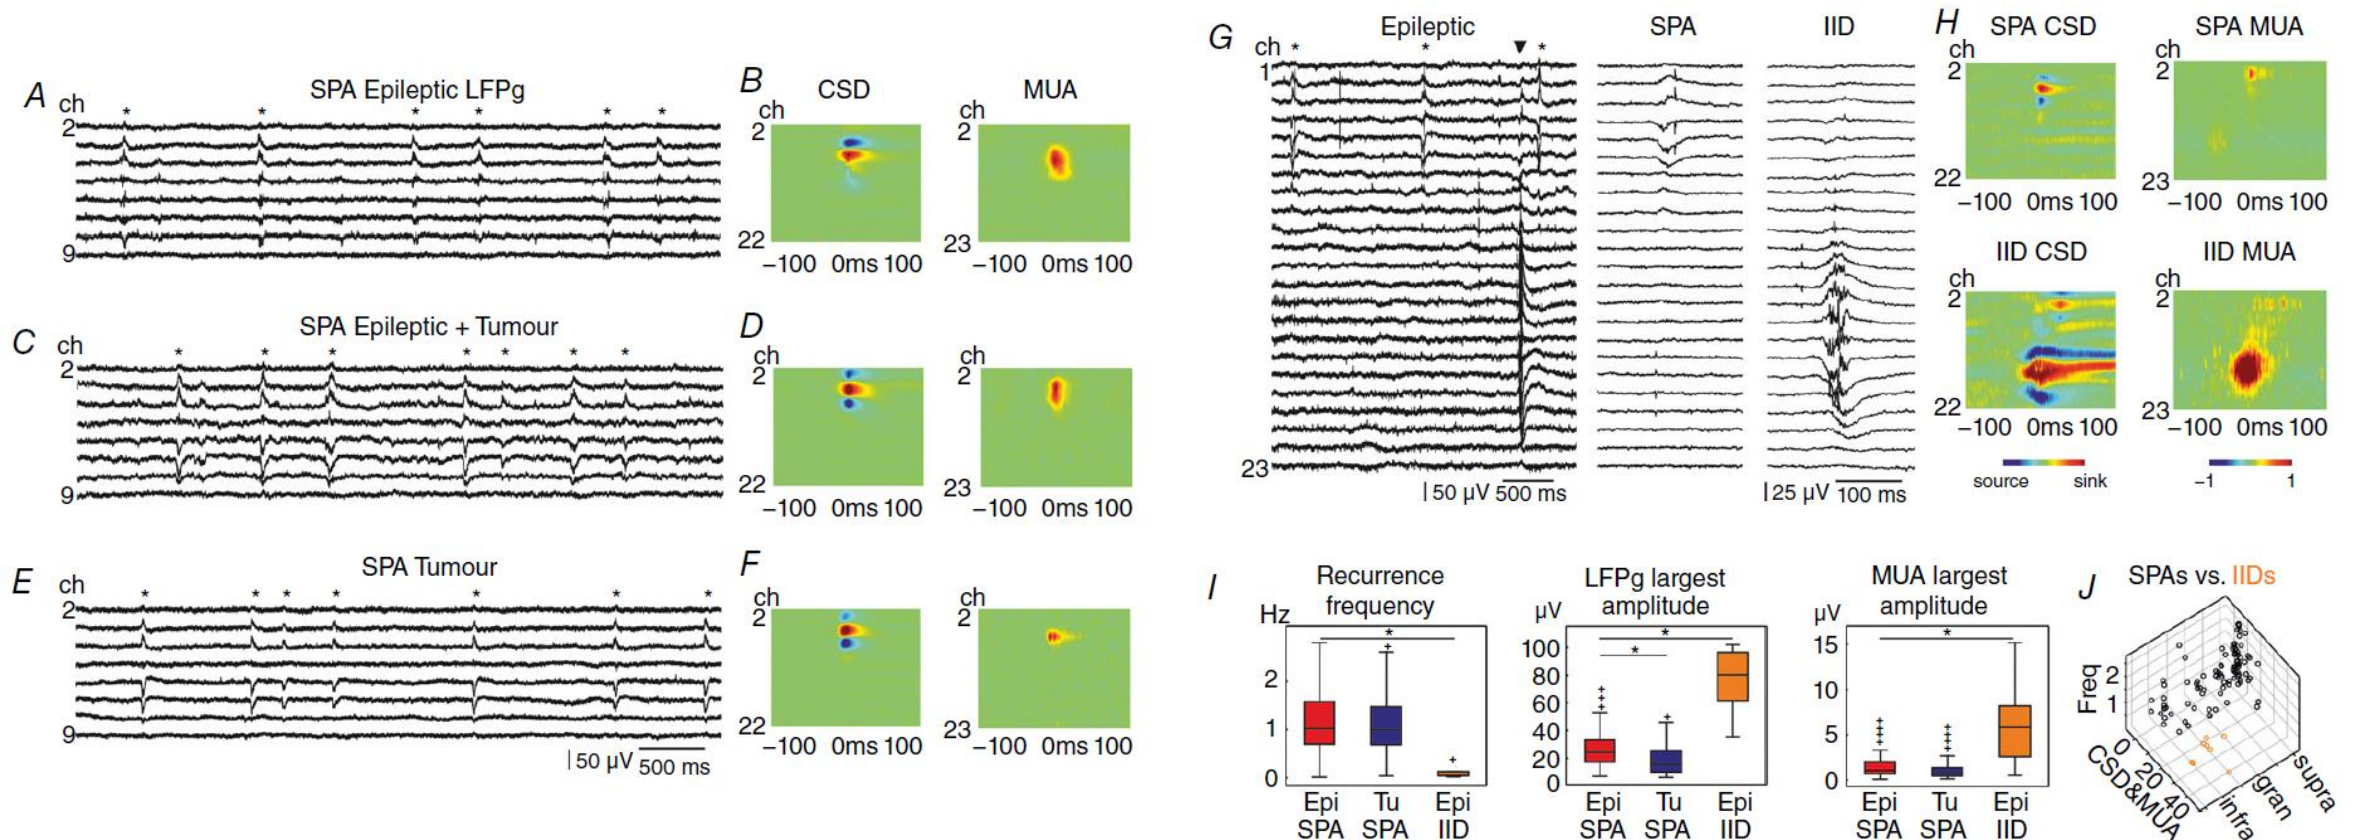 A
SPA Epileptic LFPg
ch
* * * * * *
2
9
B
CSD
MUA
ch
ch
2
2
22
23
−100 0ms 100
−100 0ms 100
C
SPA Epileptic + Tumour
ch
* * * * * * *
2
9
D
ch
ch
2
2
22
23
−100 0ms 100
−100 0ms 100
E
SPA Tumour
ch
* * * * * * *
2
9
50 µV 500 ms
F
ch
ch
2
2
22
23
−100 0ms 100
−100 0ms 100
G
Epileptic
SPA
IID
ch * * ▼ *
1
23
50 µV 500 ms
25 µV 100 ms
H
SPA CSD
SPA MUA
ch
ch
2
2
22
23
−100 0ms 100
−100 0ms 100
IID CSD
IID MUA
ch
ch
2
2
22
23
−100 0ms 100
−100 0ms 100
source sink
−1 1
I
Recurrence
frequency
Hz
*
2
1
0
Epi Tu Epi
SPA SPA IID
LFPg largest
amplitude
µV
*
*
100
80
60
40
20
0
Epi Tu Epi
SPA SPA IID
MUA largest
amplitude
µV
*
15
10
5
0
Epi Tu Epi
SPA SPA IID
J
SPAs vs. IIDs
Freq
2
1
0
20
40
CSD&MUA
infra
gran
supra